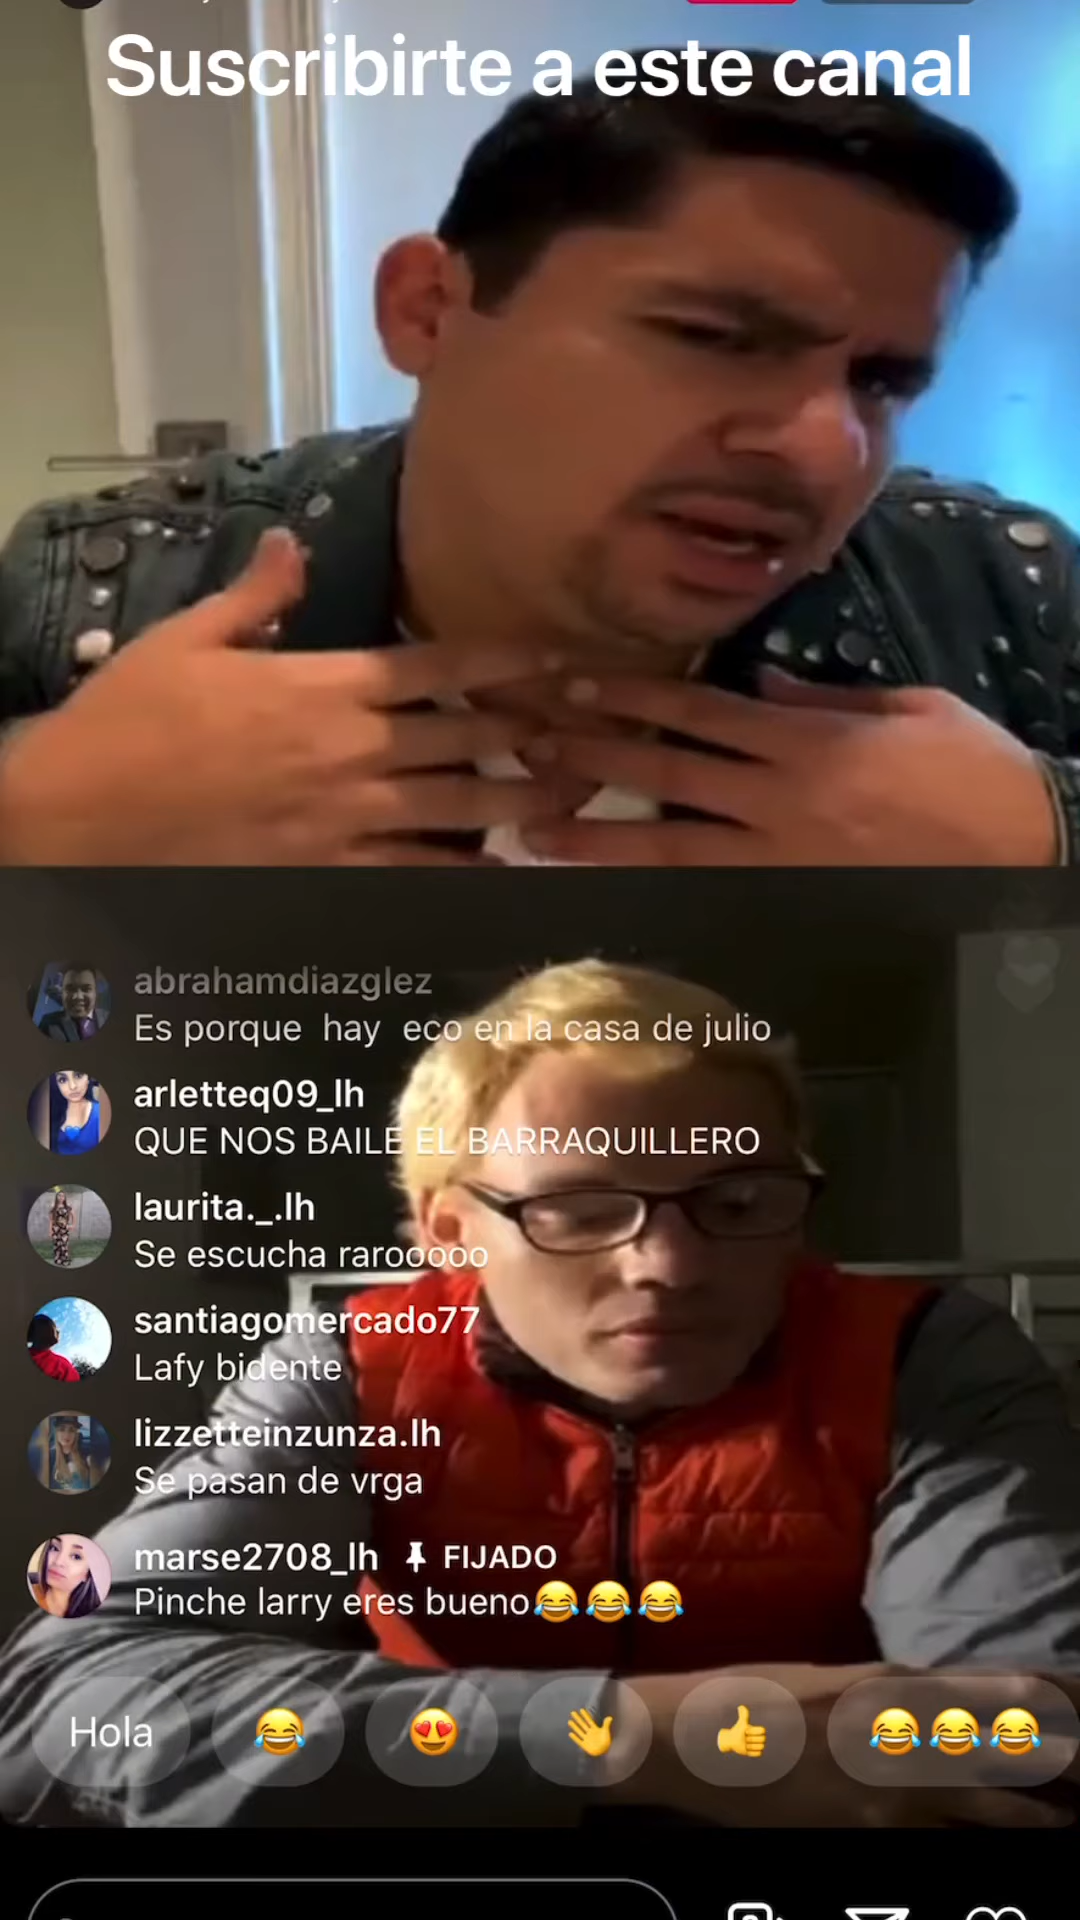 Suscribirte a este canal
abrahamdiazglez
Es porque hay eco en la casa de julio
arletteq09_lh
QUE NOS BAILE EL BARRAQUILLERO
laurita._.lh
Se escucha rarooooo
santiagomercado77
Lafy bidente
lizzetteinzunza.lh
Se pasan de vrga
marse2708_lh FIJADO
Pinche larry eres bueno😂😂😂
Hola 😂 😍 👋 👍 😂😂😂